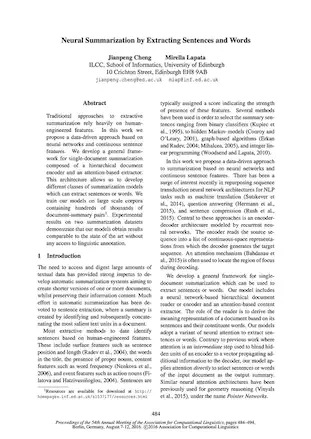 Neural Summarization by Extracting Sentences and Words
Jianpeng Cheng Mirella Lapata
ILCC, School of Informatics, University of Edinburgh
10 Crichton Street, Edinburgh EH8 9AB
jianpeng.cheng@ed.ac.uk mlap@inf.ed.ac.uk
Abstract
Traditional approaches to extractive
summarization rely heavily on human-
engineered features. In this work we
propose a data-driven approach based on
neural networks and continuous sentence
features. We develop a general frame-
work for single-document summarization
composed of a hierarchical document
encoder and an attention-based extractor.
This architecture allows us to develop
different classes of summarization models
which can extract sentences or words. We
train our models on large scale corpora
containing hundreds of thousands of
document-summary pairs1. Experimental
results on two summarization datasets
demonstrate that our models obtain results
comparable to the state of the art without
any access to linguistic annotation.
1 Introduction
The need to access and digest large amounts of
textual data has provided strong impetus to de-
velop automatic summarization systems aiming to
create shorter versions of one or more documents,
whilst preserving their information content. Much
effort in automatic summarization has been de-
voted to sentence extraction, where a summary is
created by identifying and subsequently concate-
nating the most salient text units in a document.
Most extractive methods to date identify
sentences based on human-engineered features.
These include surface features such as sentence
position and length (Radev et al., 2004), the words
in the title, the presence of proper nouns, content
features such as word frequency (Nenkova et al.,
2006), and event features such as action nouns (Fi-
latova and Hatzivassiloglou, 2004). Sentences are
1Resources are available for download at http://
homepages.inf.ed.ac.uk/s1537177/resources.html
typically assigned a score indicating the strength
of presence of these features. Several methods
have been used in order to select the summary sen-
tences ranging from binary classifiers (Kupiec et
al., 1995), to hidden Markov models (Conroy and
O'Leary, 2001), graph-based algorithms (Erkan
and Radev, 2004; Mihalcea, 2005), and integer lin-
ear programming (Woodsend and Lapata, 2010).
In this work we propose a data-driven approach
to summarization based on neural networks and
continuous sentence features. There has been a
surge of interest recently in repurposing sequence
transduction neural network architectures for NLP
tasks such as machine translation (Sutskever et
al., 2014), question answering (Hermann et al.,
2015), and sentence compression (Rush et al.,
2015). Central to these approaches is an encoder-
decoder architecture modeled by recurrent neu-
ral networks. The encoder reads the source se-
quence into a list of continuous-space representa-
tions from which the decoder generates the target
sequence. An attention mechanism (Bahdanau et
al., 2015) is often used to locate the region of focus
during decoding.
We develop a general framework for single-
document summarization which can be used to
extract sentences or words. Our model includes
a neural network-based hierarchical document
reader or encoder and an attention-based content
extractor. The role of the reader is to derive the
meaning representation of a document based on its
sentences and their constituent words. Our models
adopt a variant of neural attention to extract sen-
tences or words. Contrary to previous work where
attention is an intermediate step used to blend hid-
den units of an encoder to a vector propagating ad-
ditional information to the decoder, our model ap-
plies attention directly to select sentences or words
of the input document as the output summary.
Similar neural attention architectures have been
previously used for geometry reasoning (Vinyals
et al., 2015), under the name Pointer Networks.
484
Proceedings of the 54th Annual Meeting of the Association for Computational Linguistics, pages 484–494,
Berlin, Germany, August 7-12, 2016. ©2016 Association for Computational Linguistics